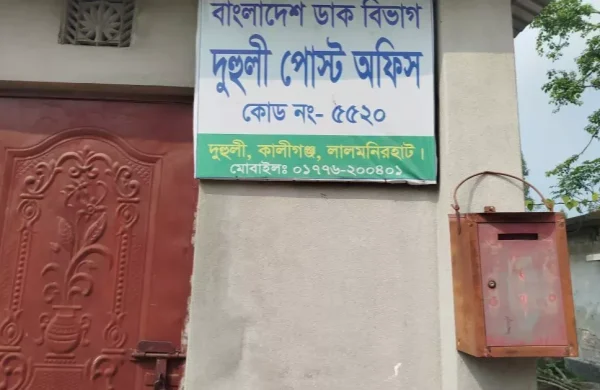 বাংলাদেশ ডাক বিভাগ
দুহুলী পোস্ট অফিস
কোড নং- ৫৫২০
দুহুলী, কালীগঞ্জ, লালমনিরহাট।
মোবাইলঃ ০১৭৭৬-২০০৪০১